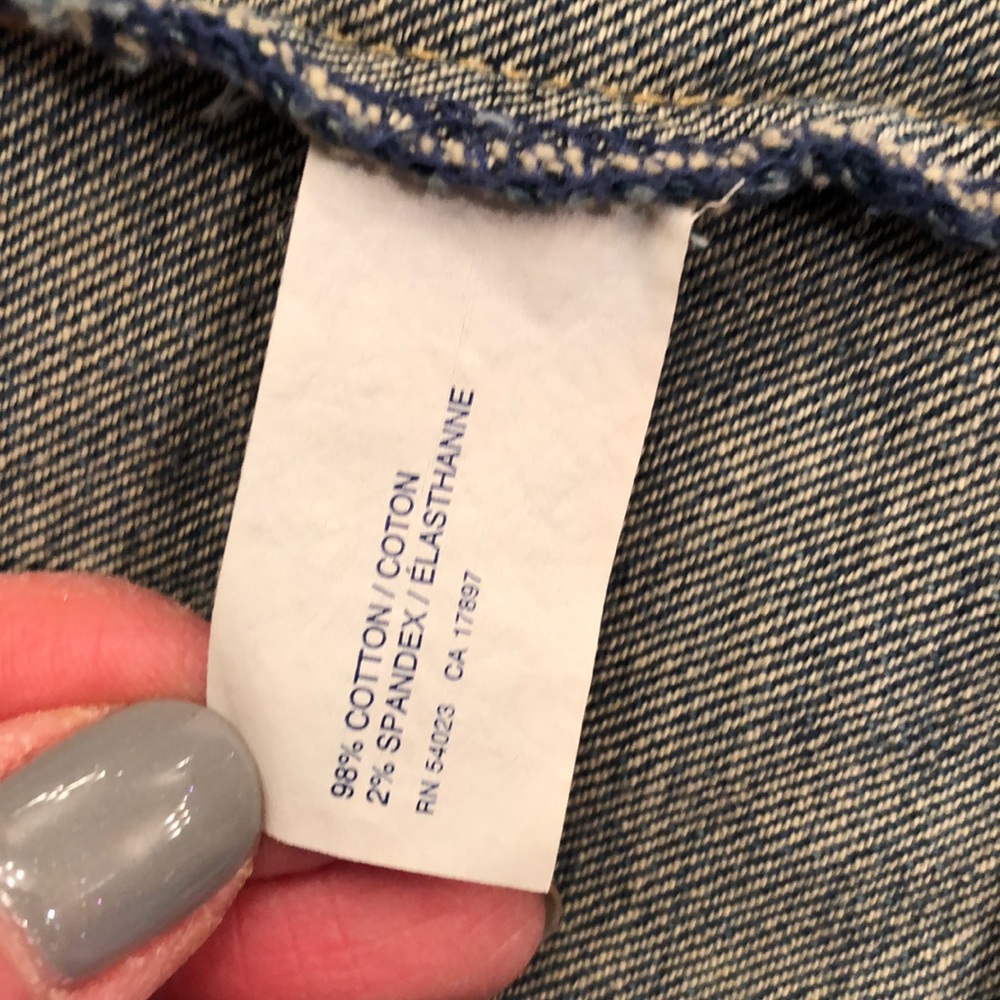 98% COTTON / COTON
2% SPANDEX / ÉLASTHANNE
RN 54023 CA 17897